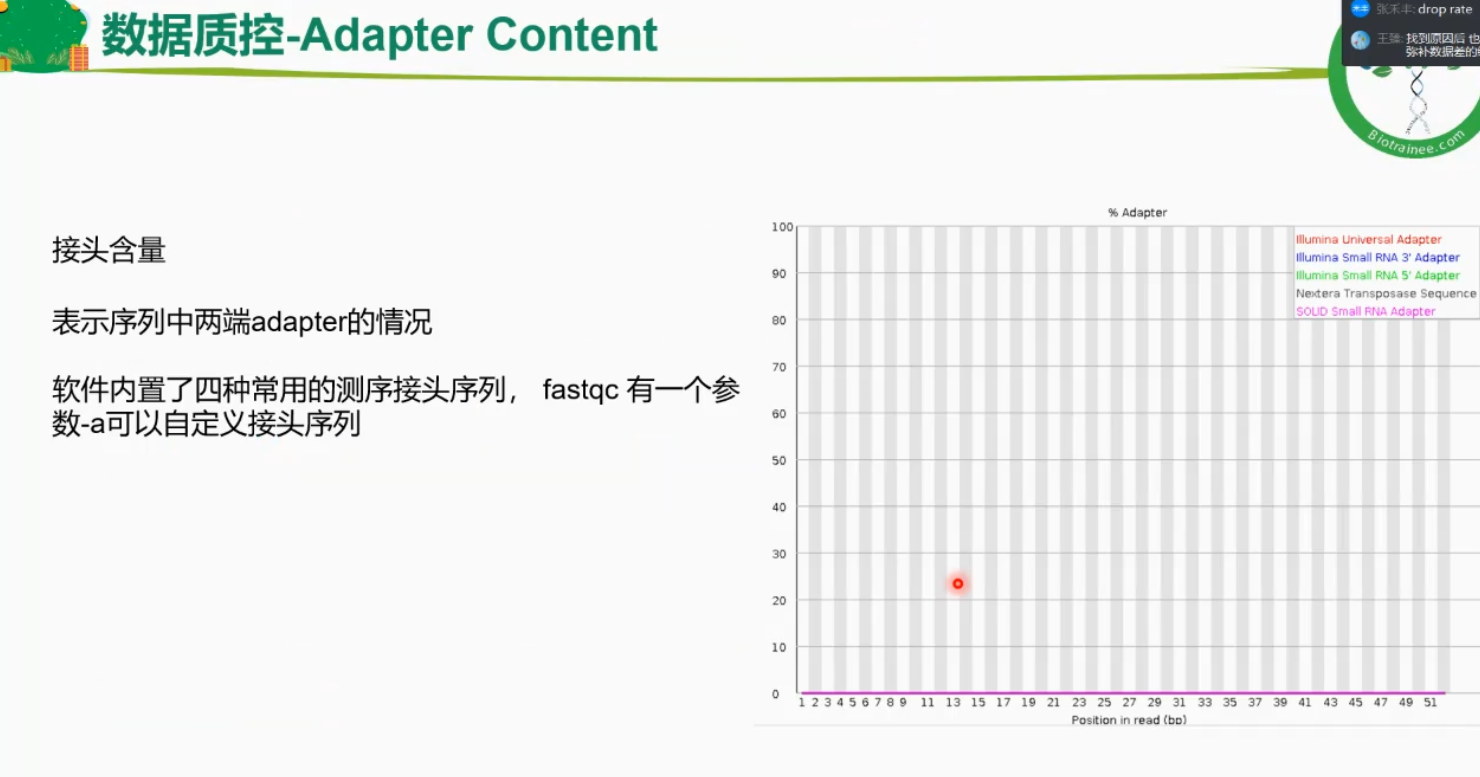 数据质控-Adapter Content
张禾丰: drop rate
找到原因后 也
弥补数据差的
Biotrainee.com
接头含量
表示序列中两端adapter的情况
软件内置了四种常用的测序接头序列， fastqc 有一个参
数-a可以自定义接头序列
% Adapter
100
90
80
70
60
50
40
30
20
10
0
Illumina Universal Adapter
Illumina Small RNA 3' Adapter
Illumina Small RNA 5' Adapter
Nextera Transposase Sequence
SOLID Small RNA Adapter
1 2 3 4 5 6 7 8 9 11 13 15 17 19 21 23 25 27 29 31 33 35 37 39 41 43 45 47 49 51
Position in read (bp)